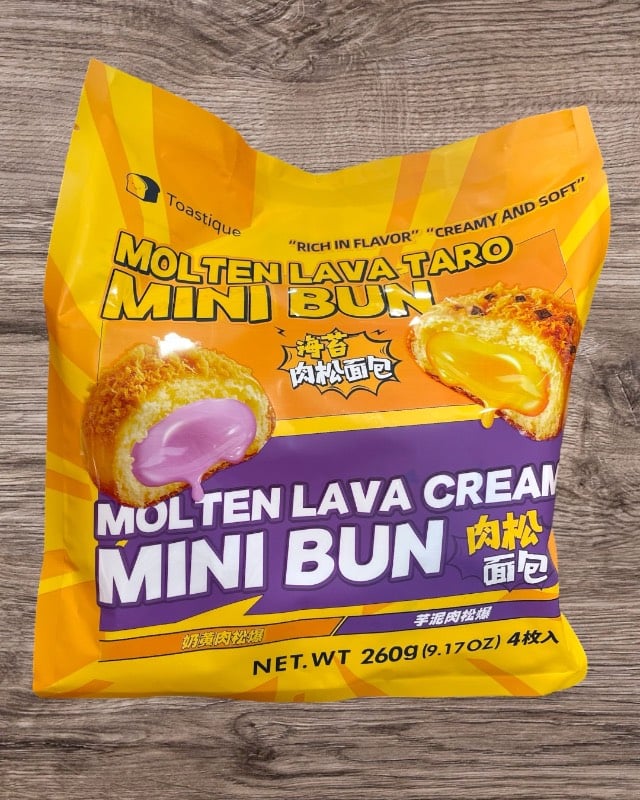 Toastique
"RICH IN FLAVOR" "CREAMY AND SOFT"
MOLTEN LAVA TARO
MINI BUN
海苔
肉松面包
MOLTEN LAVA CREAM
MINI BUN
肉松
面包
奶黄肉松爆
芋泥肉松爆
NET.WT 260g (9.17OZ) 4枚入